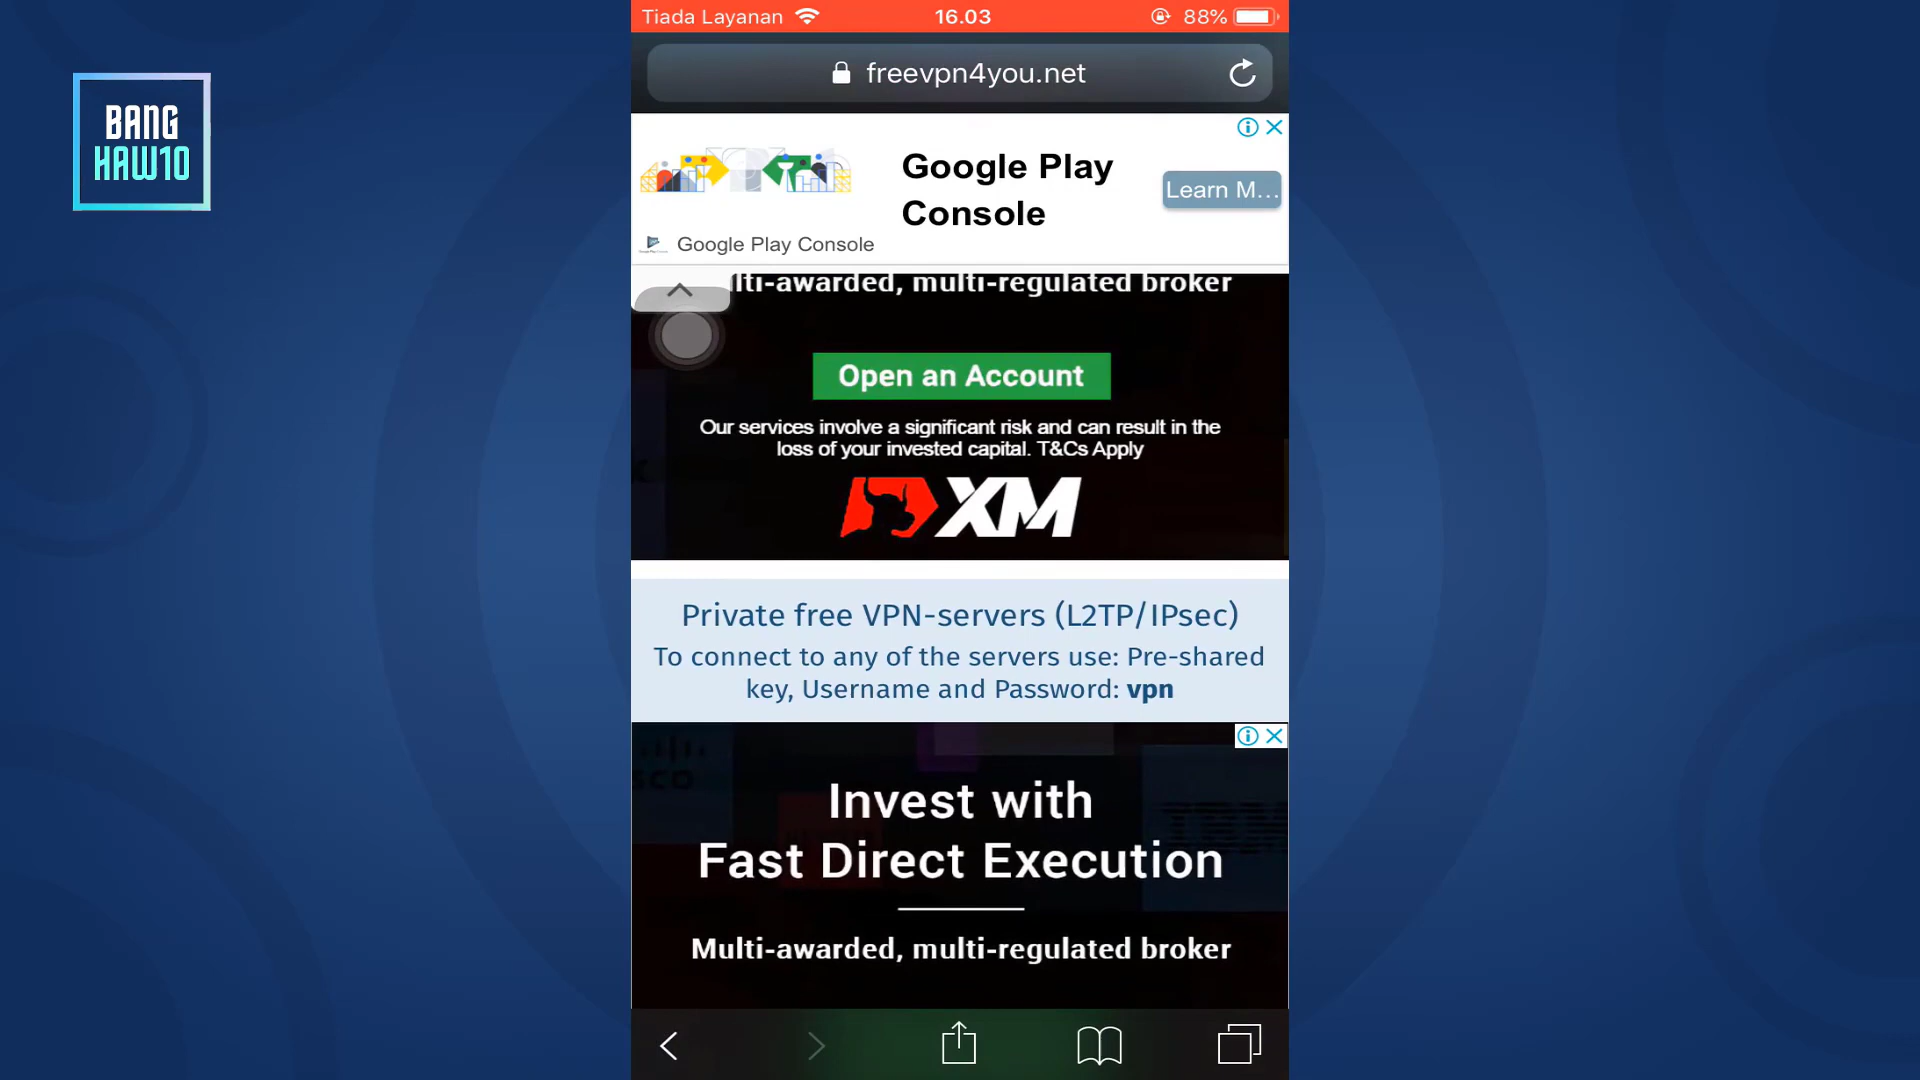 Tiada Layanan
16.03
88%
BANG
HAW10
freevpn4you.net
Google Play
Console
Learn M...
Google Play Console
lti-awarded, multi-regulated broker
Open an Account
Our services involve a significant risk and can result in the
loss of your invested capital. T&Cs Apply
XM
Private free VPN-servers (L2TP/IPsec)
To connect to any of the servers use: Pre-shared
key, Username and Password: vpn
Invest with
Fast Direct Execution
Multi-awarded, multi-regulated broker